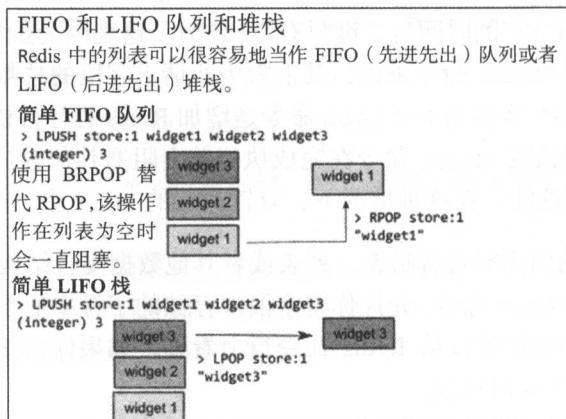 FIFO 和 LIFO 队列和堆栈
Redis 中的列表可以很容易地当作 FIFO（先进先出）队列或者
LIFO（后进先出）堆栈。
简单 FIFO 队列
> LPUSH store:1 widget1 widget2 widget3
(integer) 3
使用 BRPOP 替
代 RPOP,该操作
作在列表为空时
会一直阻塞。
widget 3
widget 2
widget 1
widget 1
> RPOP store:1
"widget1"
简单 LIFO 栈
> LPUSH store:1 widget1 widget2 widget3
(integer) 3
widget 3
widget 2
widget 1
> LPOP store:1
"widget3"
widget 3